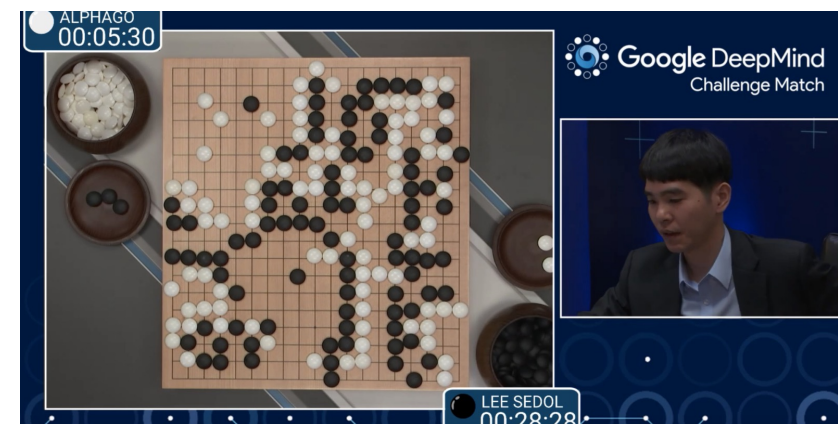 ALPHAGO
00:05:30
Google DeepMind
Challenge Match
LEE SEDOL
00:28:28